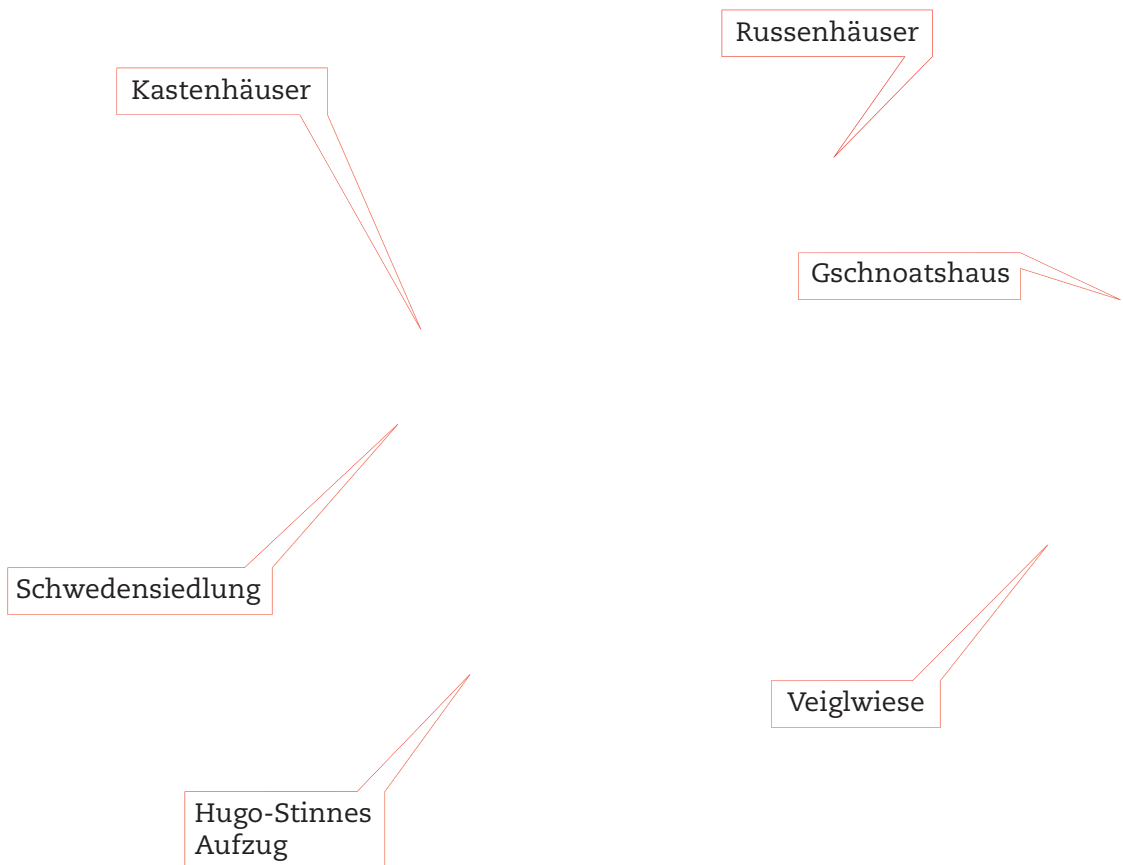 Russenhäuser
Kastenhäuser
Gschnoatshaus
Schwedensiedlung
Veiglwiese
Hugo-Stinnes
Aufzug